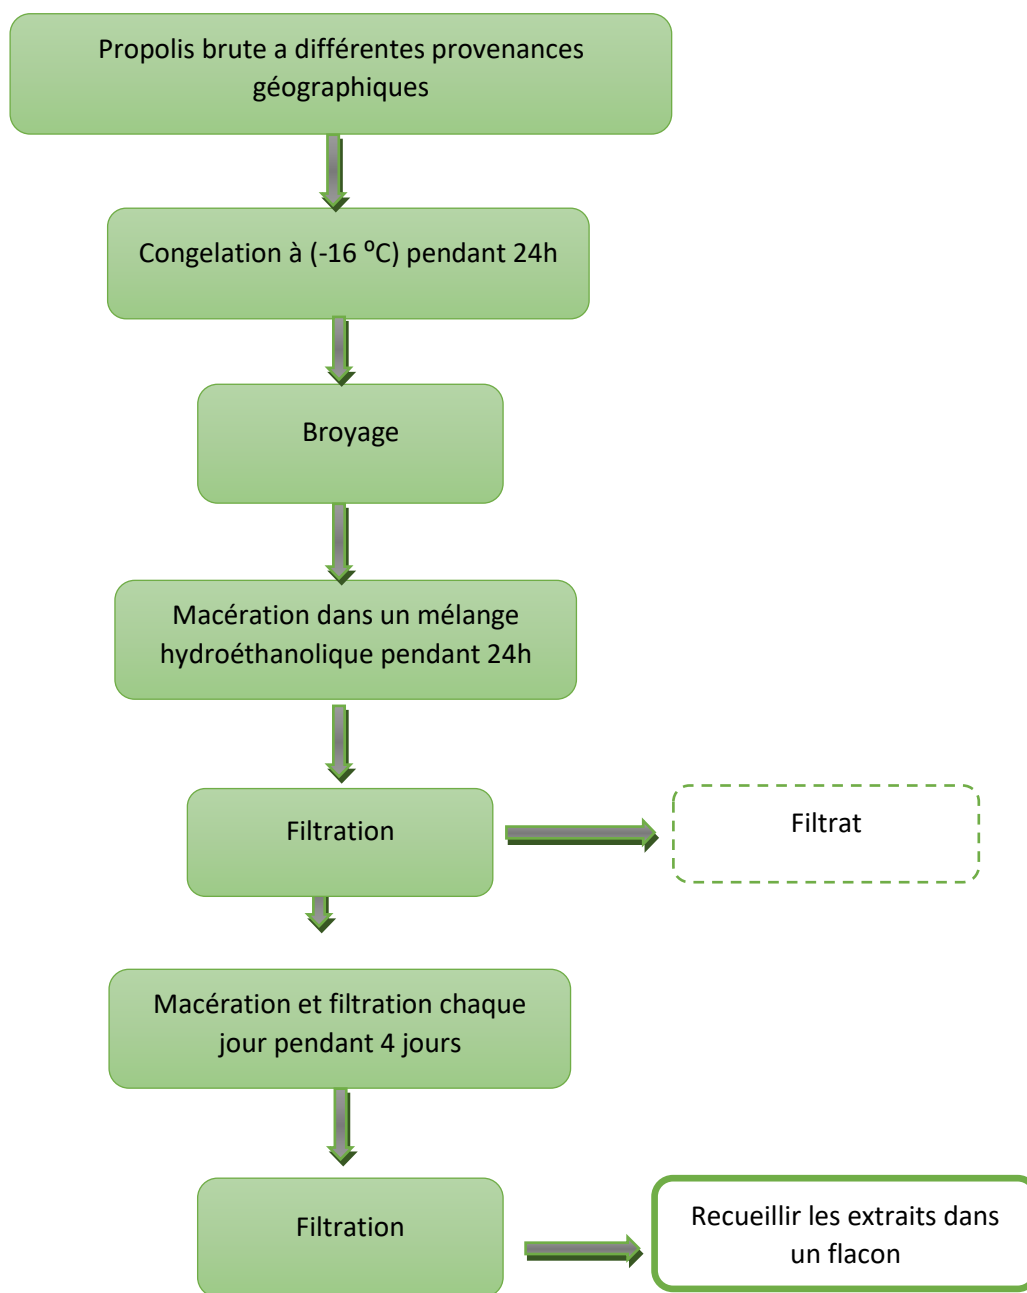 Propolis brute a différentes provenances
géographiques
Congelation à (-16 ⁰C) pendant 24h
Broyage
Macération dans un mélange
hydroéthanolique pendant 24h
Filtration
Filtrat
Macération et filtration chaque
jour pendant 4 jours
Filtration
Recueillir les extraits dans
un flacon